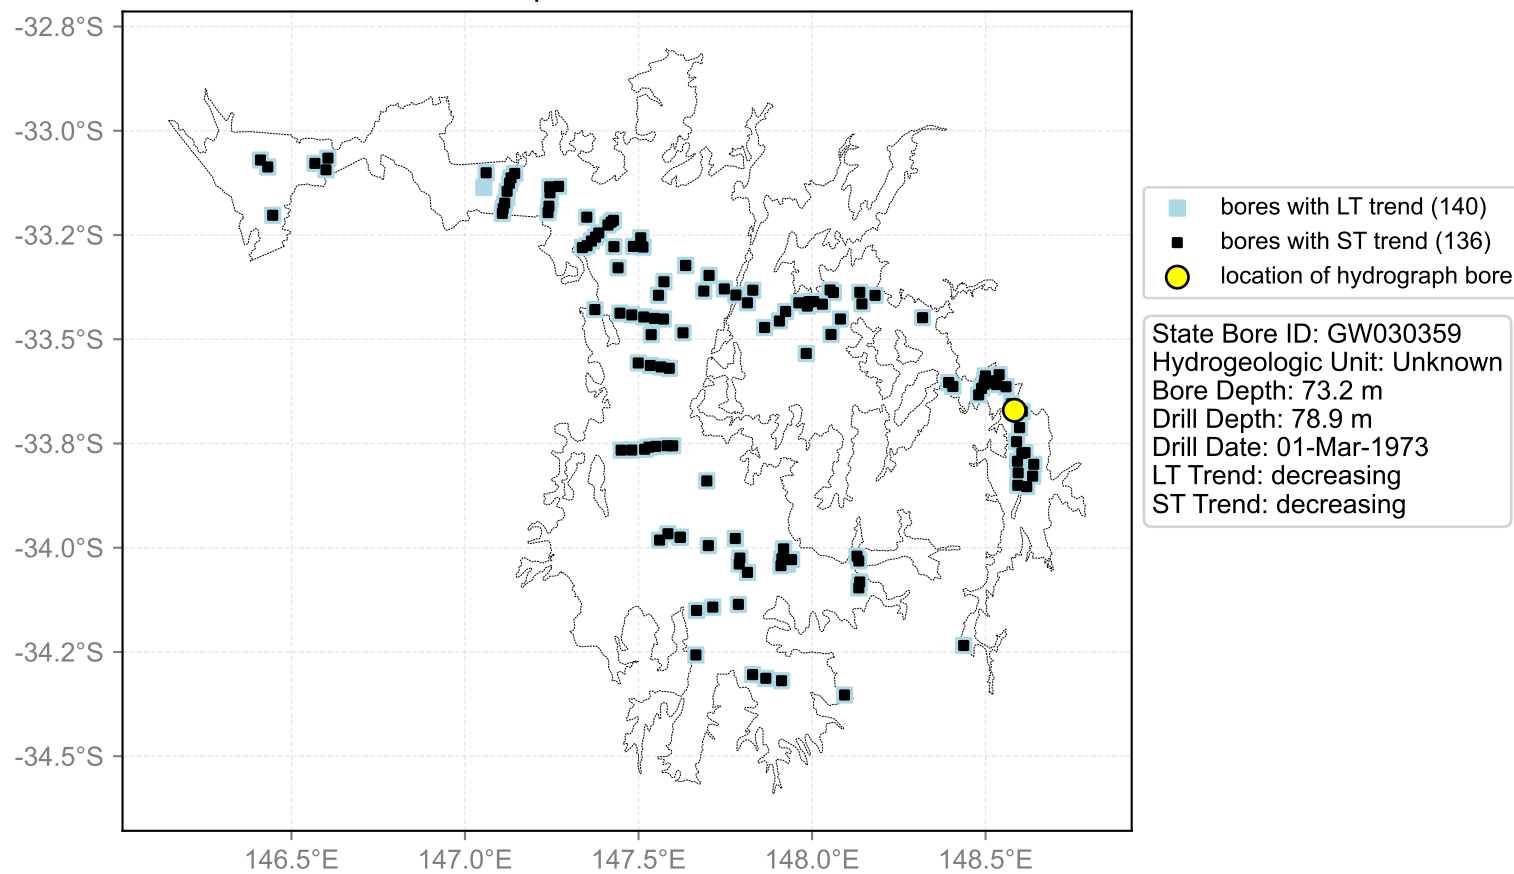 -32.8°S
-33.0°S
-33.2°S
-33.5°S
-33.8°S
-34.0°S
-34.2°S
-34.5°S
146.5°E
147.0°E
147.5°E
148.0°E
148.5°E
bores with LT trend (140)
bores with ST trend (136)
location of hydrograph bore
State Bore ID: GW030359
Hydrogeologic Unit: Unknown
Bore Depth: 73.2 m
Drill Depth: 78.9 m
Drill Date: 01-Mar-1973
LT Trend: decreasing
ST Trend: decreasing